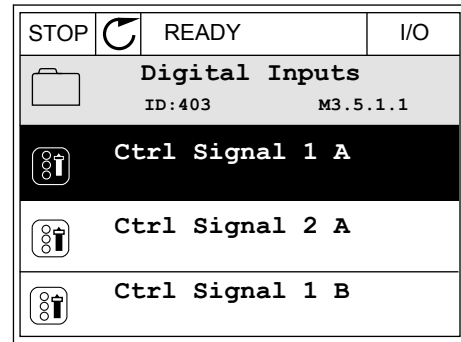 STOP READY I/O
Digital Inputs
ID:403 M3.5.1.1
Ctrl Signal 1 A
Ctrl Signal 2 A
Ctrl Signal 1 B